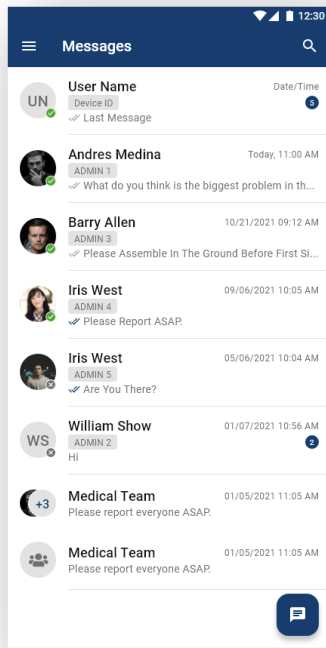 12:30
Messages
User Name
Date/Time
UN
Device ID
5
Last Message
Andres Medina
Today, 11:00 AM
ADMIN 1
What do you think is the biggest problem in th...
Barry Allen
10/21/2021 09:12 AM
ADMIN 3
Please Assemble In The Ground Before First Si...
Iris West
09/06/2021 10:05 AM
ADMIN 4
Please Report ASAP.
Iris West
05/06/2021 10:04 AM
ADMIN 5
Are You There?
William Show
01/07/2021 10:56 AM
WS
ADMIN 2
2
Hi
Medical Team
01/05/2021 11:05 AM
+3
Please report everyone ASAP.
Medical Team
01/05/2021 11:05 AM
Please report everyone ASAP.